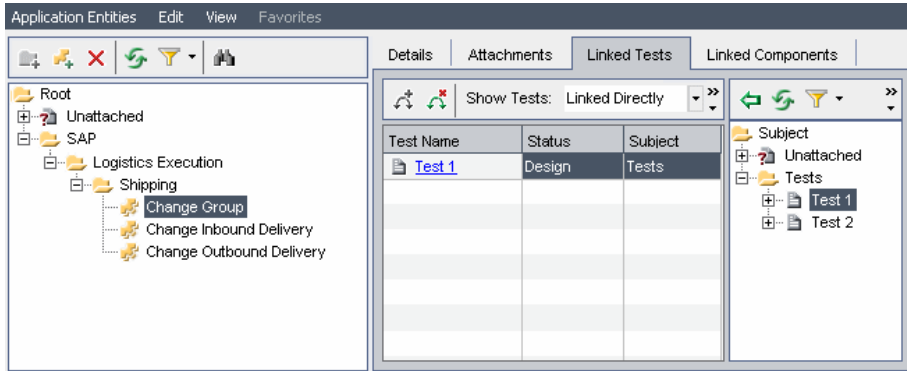 Application Entities Edit View Favorites
Details Attachments Linked Tests Linked Components
Root
Unattached
SAP
Logistics Execution
Shipping
Change Group
Change Inbound Delivery
Change Outbound Delivery
Show Tests: Linked Directly
Test Name Status Subject
Test 1 Design Tests
Subject
Unattached
Tests
Test 1
Test 2